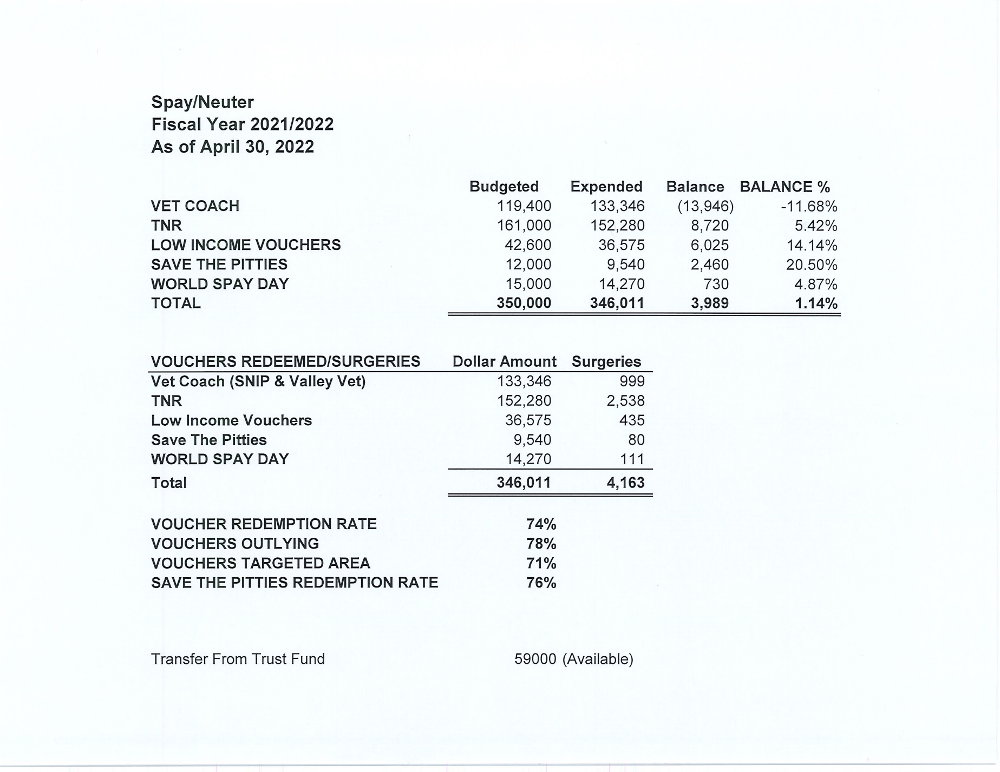 Spay/Neuter
Fiscal Year 2021/2022
As of April 30, 2022
Budgeted Expended Balance BALANCE %
VET COACH 119,400 133,346 (13,946) -11.68%
TNR 161,000 152,280 8,720 5.42%
LOW INCOME VOUCHERS 42,600 36,575 6,025 14.14%
SAVE THE PITTIES 12,000 9,540 2,460 20.50%
WORLD SPAY DAY 15,000 14,270 730 4.87%
TOTAL 350,000 346,011 3,989 1.14%
VOUCHERS REDEEMED/SURGERIES Dollar Amount Surgeries
Vet Coach (SNIP & Valley Vet) 133,346 999
TNR 152,280 2,538
Low Income Vouchers 36,575 435
Save The Pitties 9,540 80
WORLD SPAY DAY 14,270 111
Total 346,011 4,163
VOUCHER REDEMPTION RATE 74%
VOUCHERS OUTLYING 78%
VOUCHERS TARGETED AREA 71%
SAVE THE PITTIES REDEMPTION RATE 76%
Transfer From Trust Fund 59000 (Available)